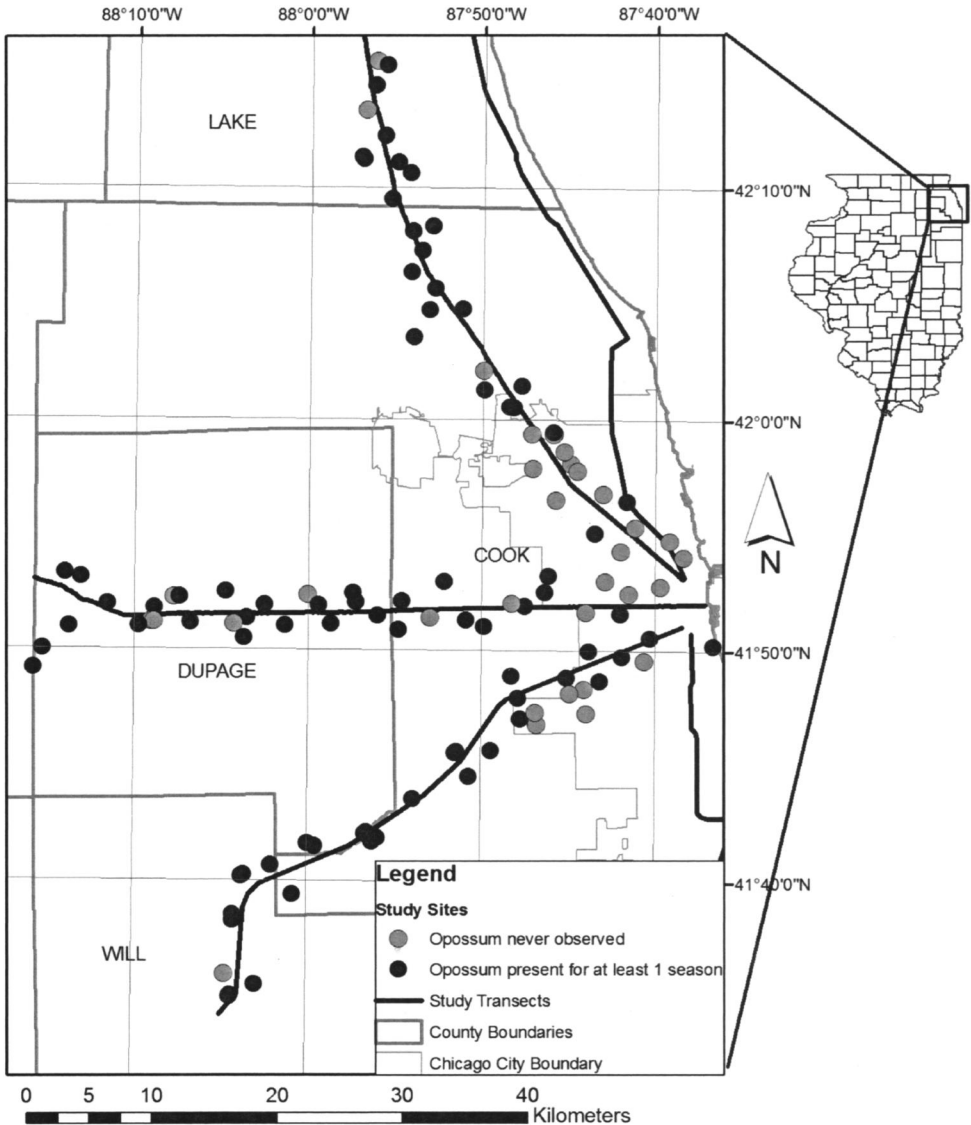 88°10'0"W 88°0'0"W 87°50'0"W 87°40'0"W
LAKE
42°10'0"N
42°0'0"N
COOK
N
41°50'0"N
DUPAGE
41°40'0"N
WILL
Legend
Study Sites
Opossum never observed
Opossum present for at least 1 season
Study Transects
County Boundaries
Chicago City Boundary
0 5 10 20 30 40
Kilometers